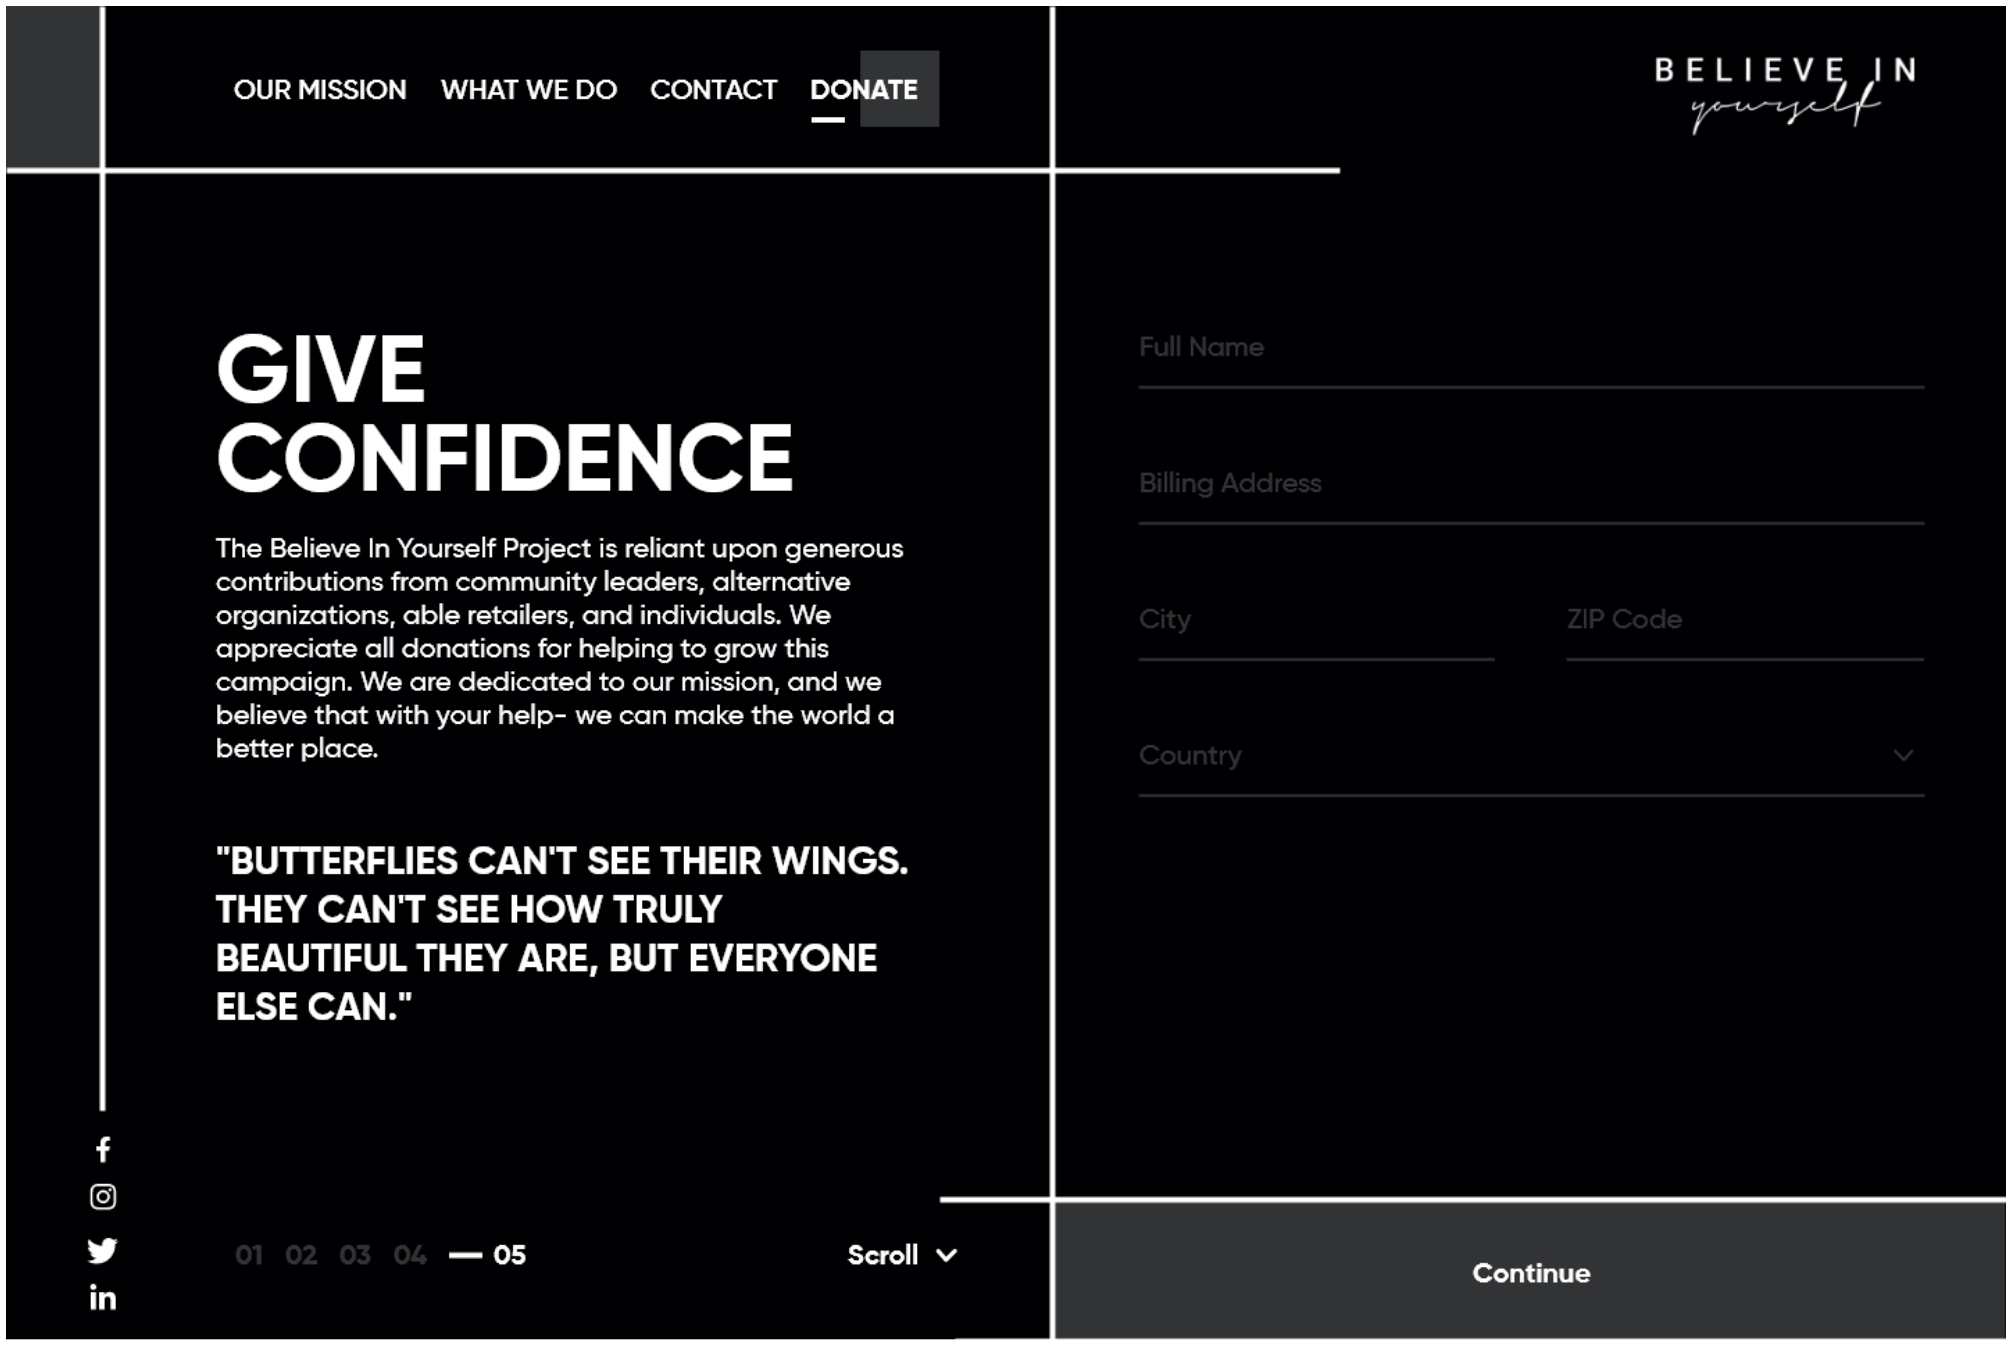 OUR MISSION WHAT WE DO CONTACT DONATE
BELIEVE IN
yourself
GIVE
CONFIDENCE
The Believe In Yourself Project is reliant upon generous
contributions from community leaders, alternative
organizations, able retailers, and individuals. We
appreciate all donations for helping to grow this
campaign. We are dedicated to our mission, and we
believe that with your help- we can make the world a
better place.
"BUTTERFLIES CAN'T SEE THEIR WINGS.
THEY CAN'T SEE HOW TRULY
BEAUTIFUL THEY ARE, BUT EVERYONE
ELSE CAN."
01 02 03 04 05
Scroll
Full Name
Billing Address
City ZIP Code
Country
Continue